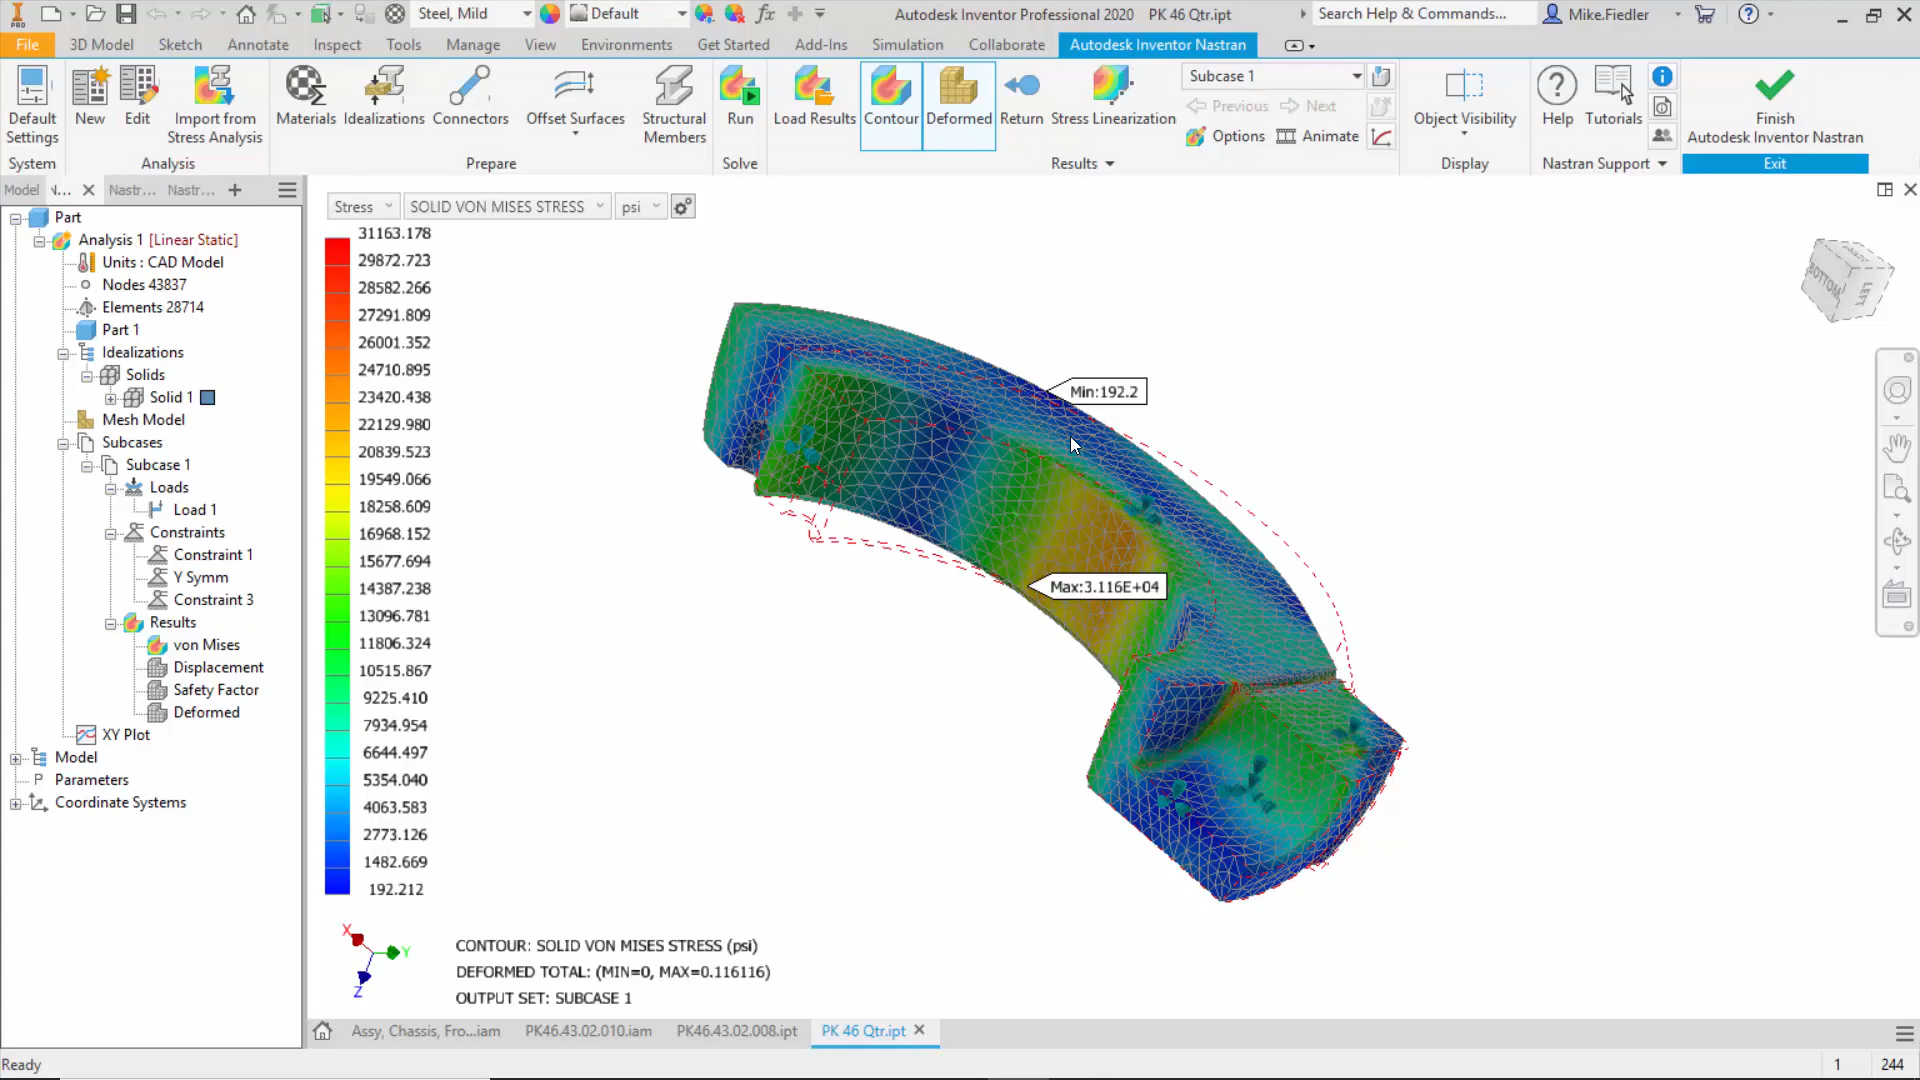 PRO
Steel, Mild
Default
fx
Autodesk Inventor Professional 2020 PK 46 Qtr.ipt
Search Help & Commands...
Mike.Fiedler
File
3D Model
Sketch
Annotate
Inspect
Tools
Manage
View
Environments
Get Started
Add-Ins
Simulation
Collaborate
Autodesk Inventor Nastran
Default
Settings
New
Edit
Import from
Stress Analysis
Materials
Idealizations
Connectors
Offset Surfaces
Structural
Members
Run
Load Results
Contour
Deformed
Return
Stress Linearization
Subcase 1
Previous
Next
Options
Animate
Object Visibility
Help
Tutorials
Finish
Autodesk Inventor Nastran
System
Analysis
Prepare
Solve
Results
Display
Nastran Support
Exit
Model
N...
Nastr...
Nastr...
Part
Analysis 1 [Linear Static]
Units : CAD Model
Nodes 43837
Elements 28714
Part 1
Idealizations
Solids
Solid 1
Mesh Model
Subcases
Subcase 1
Loads
Load 1
Constraints
Constraint 1
Y Symm
Constraint 3
Results
von Mises
Displacement
Safety Factor
Deformed
XY Plot
Model
P Parameters
Coordinate Systems
Stress
SOLID VON MISES STRESS
psi
31163.178
29872.723
28582.266
27291.809
26001.352
24710.895
23420.438
22129.980
20839.523
19549.066
18258.609
16968.152
15677.694
14387.238
13096.781
11806.324
10515.867
9225.410
7934.954
6644.497
5354.040
4063.583
2773.126
1482.669
192.212
Min:192.2
Max:3.116E+04
BOTTOM
LEFT
X
Y
Z
CONTOUR: SOLID VON MISES STRESS (psi)
DEFORMED TOTAL: (MIN=0, MAX=0.116116)
OUTPUT SET: SUBCASE 1
Assy, Chassis, Fro...iam
PK46.43.02.010.iam
PK46.43.02.008.ipt
PK 46 Qtr.ipt
Ready
1
244